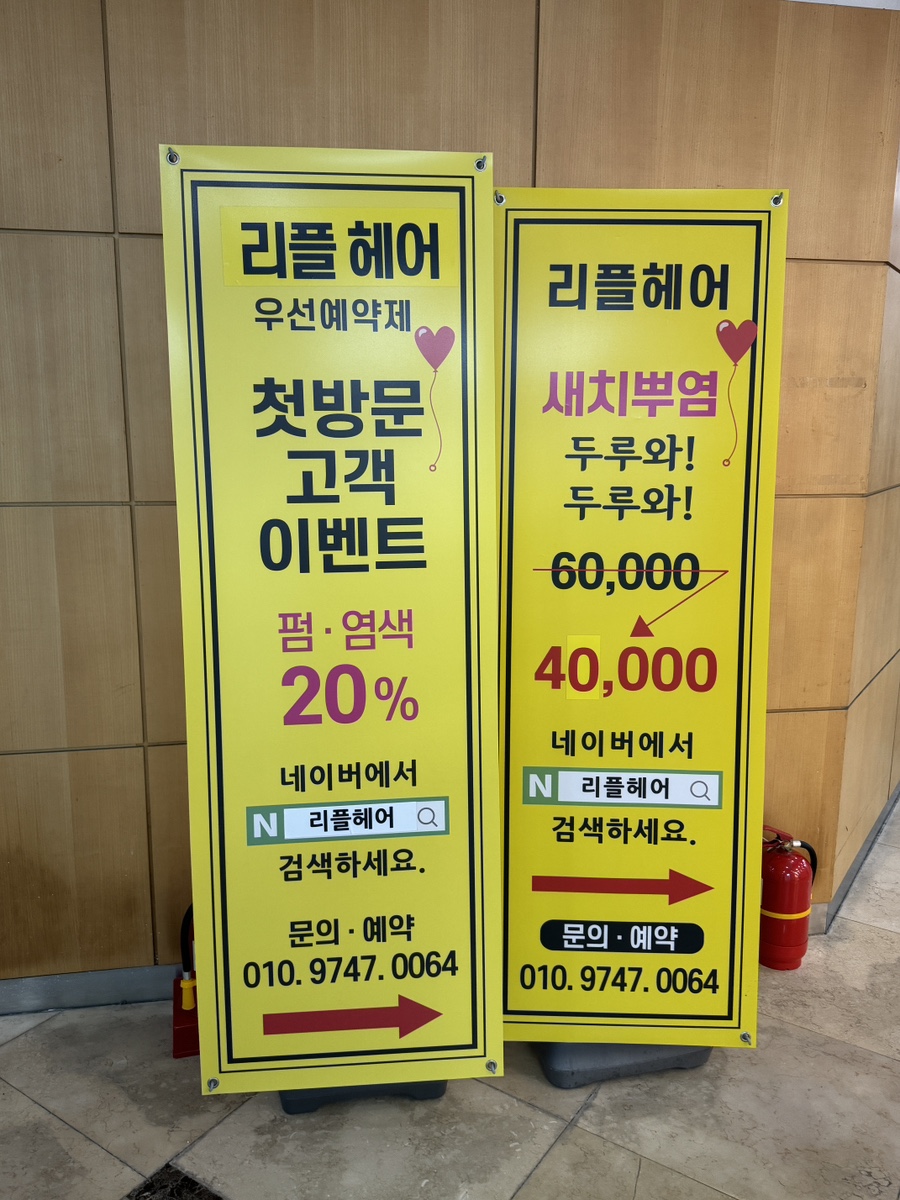 리플 헤어
우선예약제
첫방문
고객
이벤트
펌 · 염색
20%
네이버에서
N 리플헤어
검색하세요.
문의 · 예약
010. 9747. 0064
리플헤어
새치뿌염
두루와!
두루와!
60,000
40,000
네이버에서
N 리플헤어
검색하세요.
문의 · 예약
010. 9747. 0064